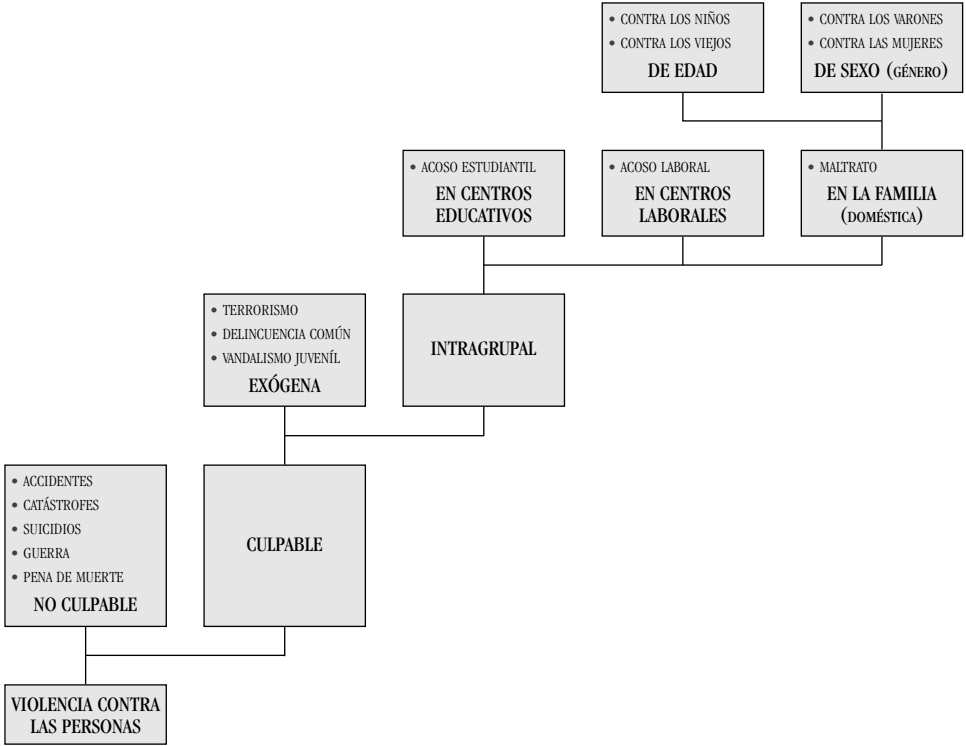 • CONTRA LOS NIÑOS
• CONTRA LOS VIEJOS
DE EDAD
• CONTRA LOS VARONES
• CONTRA LAS MUJERES
DE SEXO (GÉNERO)
• ACOSO ESTUDIANTIL
EN CENTROS
EDUCATIVOS
• ACOSO LABORAL
EN CENTROS
LABORALES
• MALTRATO
EN LA FAMILIA
(DOMÉSTICA)
• TERRORISMO
• DELINCUENCIA COMÚN
• VANDALISMO JUVENÍL
EXÓGENA
INTRAGRUPAL
• ACCIDENTES
• CATÁSTROFES
• SUICIDIOS
• GUERRA
• PENA DE MUERTE
NO CULPABLE
CULPABLE
VIOLENCIA CONTRA
LAS PERSONAS